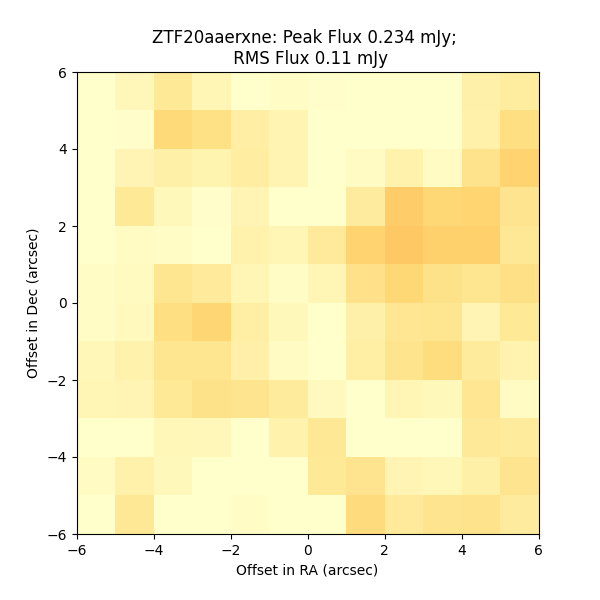 ZTF20aaerxne: Peak Flux 0.234 mJy;
RMS Flux 0.11 mJy
6
4
2
0
−2
−4
−6
Offset in Dec (arcsec)
−6 −4 −2 0 2 4 6
Offset in RA (arcsec)